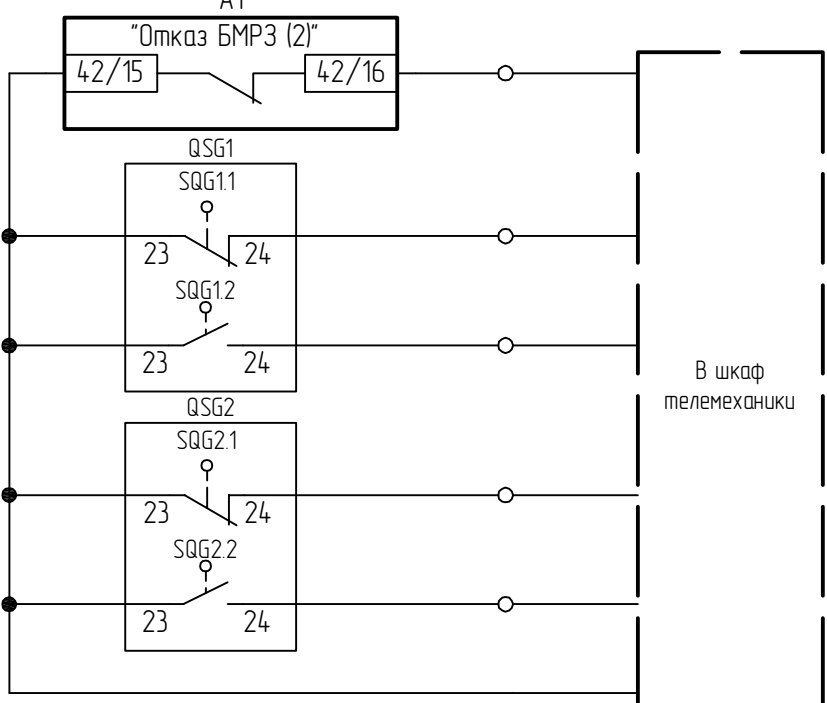 A1
"Отказ БМРЗ (2)"
42/15 42/16
QSG1
SQG1.1
23 24
SQG1.2
23 24
QSG2
SQG2.1
23 24
SQG2.2
23 24
В шкаф
телемеханики